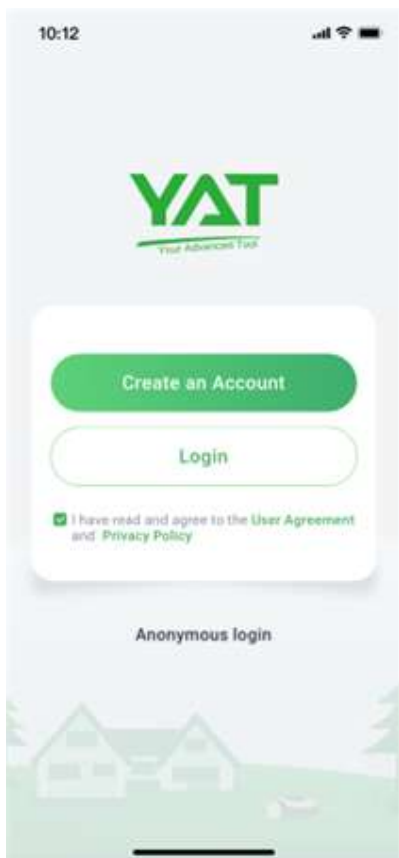 10:12
YAT
Your Advanced Tool
Create an Account
Login
I have read and agree to the User Agreement
and Privacy Policy
Anonymous login